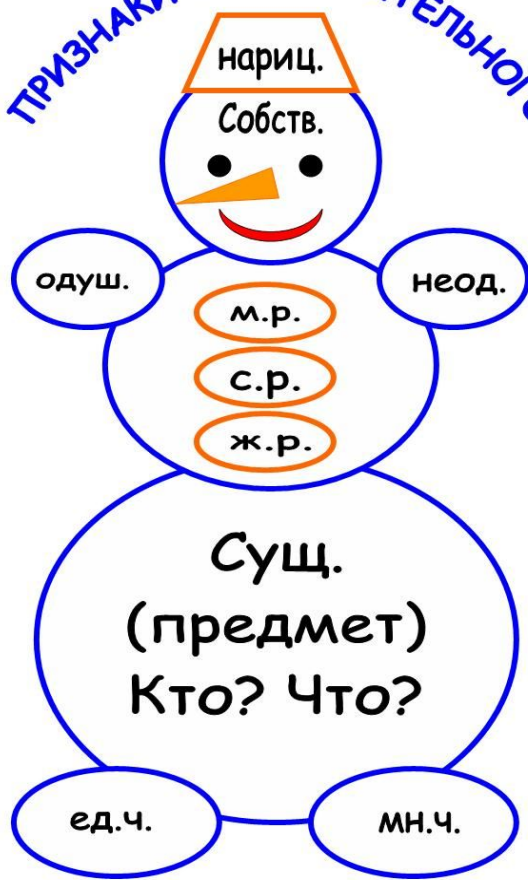 ПРИЗНАКИ
нариц.
Собств.
одуш.
неод.
м.р.
с.р.
ж.р.
Сущ.
(предмет)
Кто? Что?
ед.ч.
мн.ч.